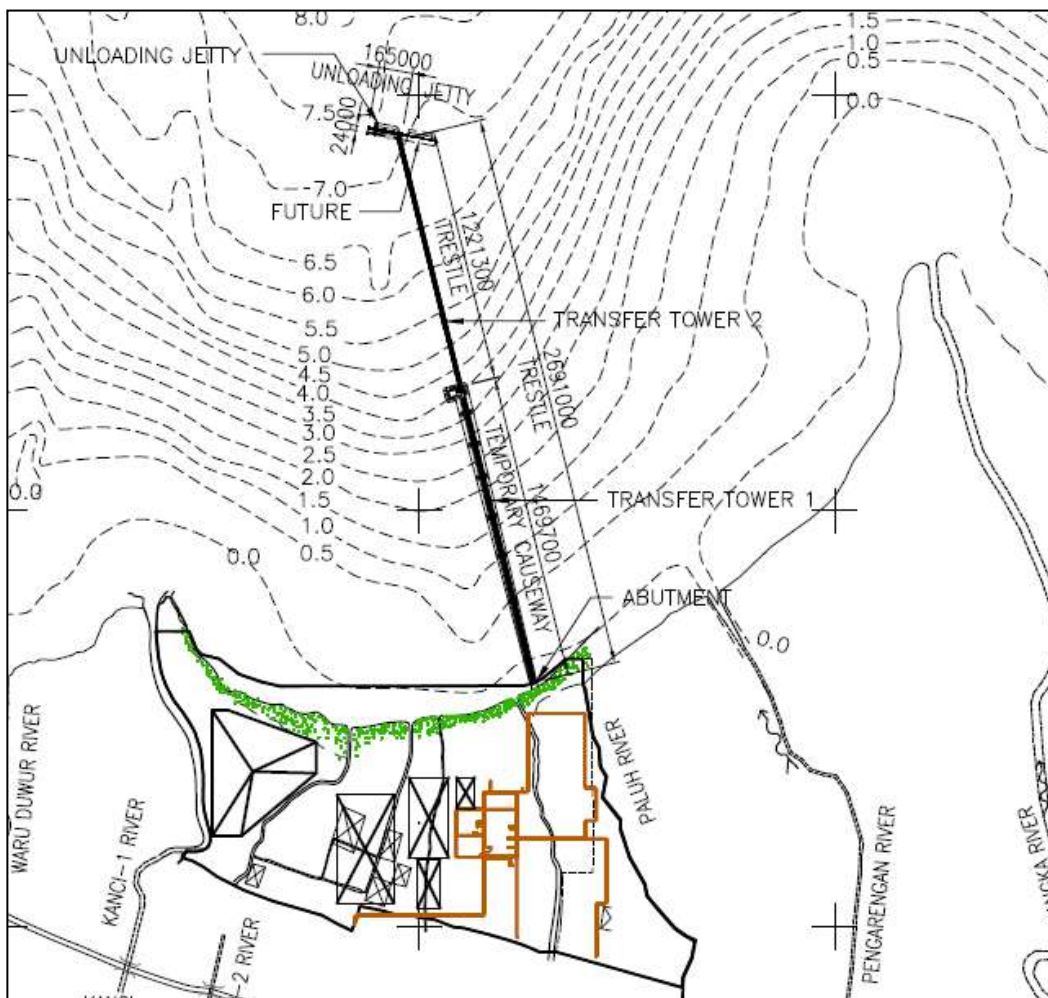 8.0
1.5
1.0
0.5
0.0
UNLOADING JETTY
165000
UNLOADING JETTY
7.5
24000
-7.0
FUTURE
6.5
6.0
5.5
5.0
4.5
4.0
3.5
3.0
2.5
2.0
1.5
1.0
0.5
0.0
0.0
1221300
TRESTLE
TRANSFER TOWER 2
2691000
TRESTLE
1469700
TEMPORARY CAUSEWAY
TRANSFER TOWER 1
ABUTMENT
0.0
WARU DUWUR RIVER
KANCI-1 RIVER
-2 RIVER
PALUH RIVER
PENGARENGAN RIVER
NGKA RIVER